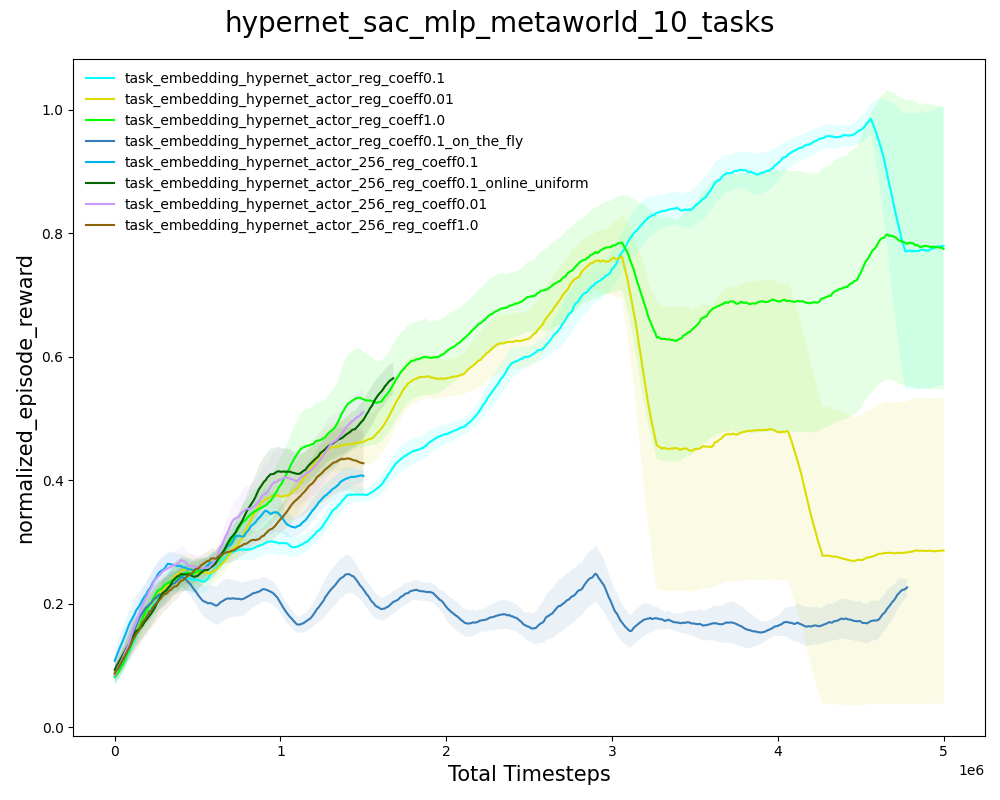 hypernet_sac_mlp_metaworld_10_tasks
task_embedding_hypernet_actor_reg_coeff0.1
task_embedding_hypernet_actor_reg_coeff0.01
task_embedding_hypernet_actor_reg_coeff1.0
task_embedding_hypernet_actor_reg_coeff0.1_on_the_fly
task_embedding_hypernet_actor_256_reg_coeff0.1
task_embedding_hypernet_actor_256_reg_coeff0.1_online_uniform
task_embedding_hypernet_actor_256_reg_coeff0.01
task_embedding_hypernet_actor_256_reg_coeff1.0
normalized_episode_reward
1.0
0.8
0.6
0.4
0.2
0.0
0 1 2 3 4 5
1e6
Total Timesteps